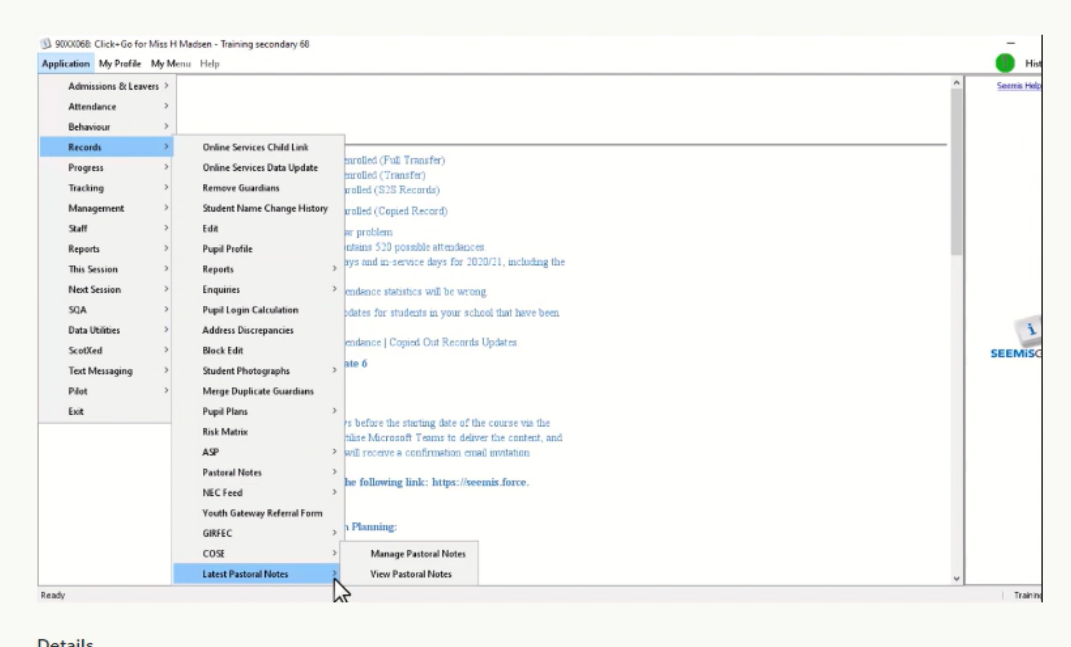 90XX068: Click+Go for Miss H Madsen - Training secondary 68
Application My Profile My Menu Help
Hist
Seemis Help
Admissions & Leavers >
Attendance >
Behaviour >
Records >
Progress >
Tracking >
Management >
Staff >
Reports >
This Session >
Next Session >
SQA >
Data Utilities >
ScotXed >
Text Messaging >
Pilot >
Exit
Online Services Child Link
Online Services Data Update
Remove Guardians
Student Name Change History
Edit
Pupil Profile
Reports >
Enquiries >
Pupil Login Calculation
Address Discrepancies
Block Edit
Student Photographs >
Merge Duplicate Guardians
Pupil Plans >
Risk Matrix
ASP >
Pastoral Notes >
NEC Feed >
Youth Gateway Referral Form
GIRFEC >
COSE >
Latest Pastoral Notes >
Manage Pastoral Notes
View Pastoral Notes
enrolled (Full Transfer)
enrolled (Transfer)
rolled (S2S Records)
rolled (Copied Record)
ar problem
ntains 520 possible attendances.
ays and in-service days for 2020/21, including the
endance statistics will be wrong
pdates for students in your school that have been
endance | Copied Out Records Updates
ate 6
rs before the starting date of the course via the
tilise Microsoft Teams to deliver the content, and
will receive a confirmation email invitation
he following link: https://seemis.force.
n Planning:
i
SEEMiS
Ready
Training
Details